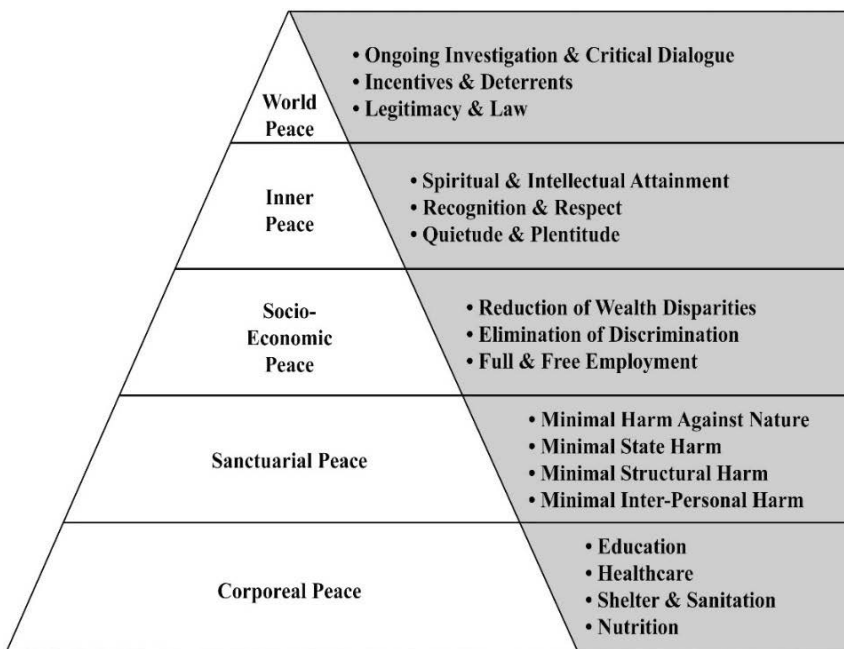 World
Peace
• Ongoing Investigation & Critical Dialogue
• Incentives & Deterrents
• Legitimacy & Law
Inner
Peace
• Spiritual & Intellectual Attainment
• Recognition & Respect
• Quietude & Plentitude
Socio-
Economic
Peace
• Reduction of Wealth Disparities
• Elimination of Discrimination
• Full & Free Employment
Sanctuarial Peace
• Minimal Harm Against Nature
• Minimal State Harm
• Minimal Structural Harm
• Minimal Inter-Personal Harm
Corporeal Peace
• Education
• Healthcare
• Shelter & Sanitation
• Nutrition